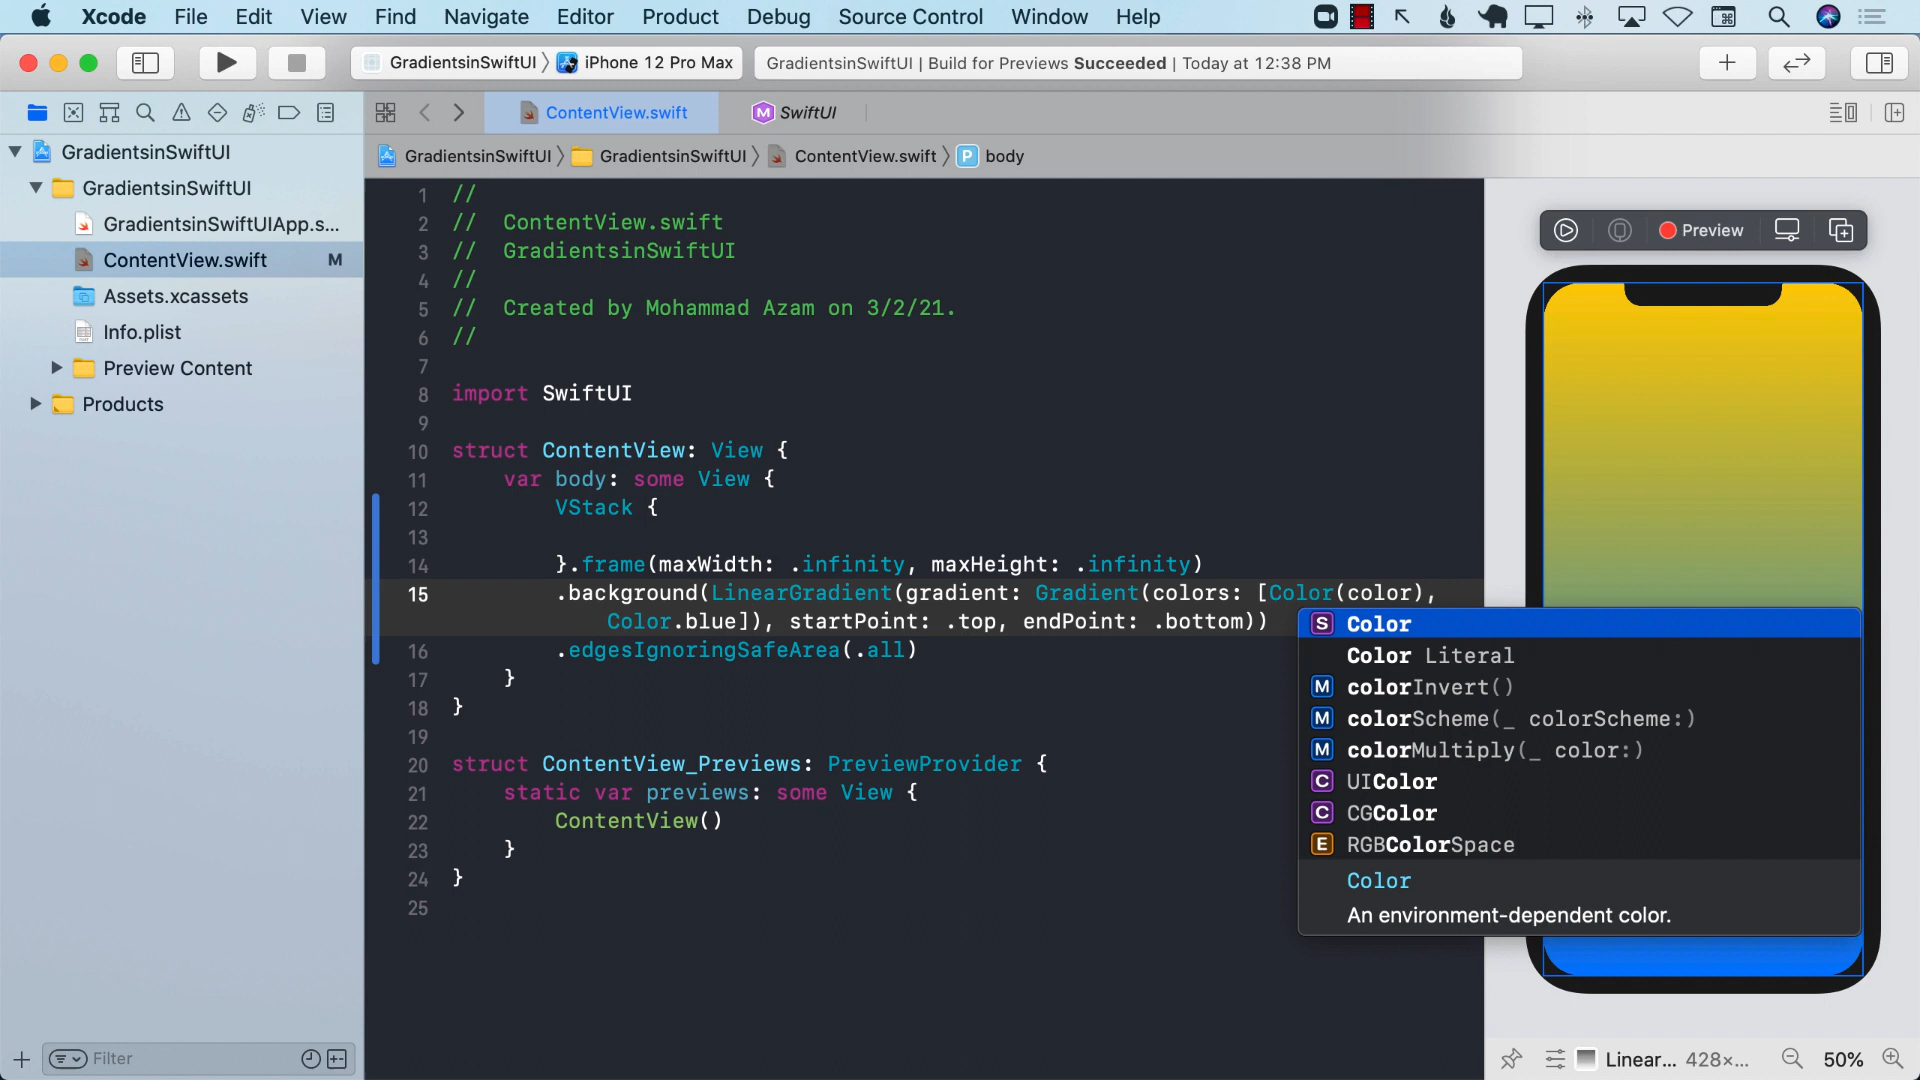 Xcode File Edit View Find Navigate Editor Product Debug Source Control Window Help
GradientsinSwiftUI 〉 iPhone 12 Pro Max
GradientsinSwiftUI | Build for Previews Succeeded | Today at 12:38 PM
ContentView.swift
M SwiftUI
GradientsinSwiftUI 〉 GradientsinSwiftUI 〉 ContentView.swift 〉 P body
GradientsinSwiftUI
GradientsinSwiftUI
GradientsinSwiftUIApp.s...
ContentView.swift M
Assets.xcassets
Info.plist
Preview Content
Products
Filter
1 //
2 //  ContentView.swift
3 //  GradientsinSwiftUI
4 //
5 //  Created by Mohammad Azam on 3/2/21.
6 //
7
8 import SwiftUI
9
10 struct ContentView: View {
11     var body: some View {
12         VStack {
13
14         }.frame(maxWidth: .infinity, maxHeight: .infinity)
15         .background(LinearGradient(gradient: Gradient(colors: [Color(color),
            Color.blue]), startPoint: .top, endPoint: .bottom))
16         .edgesIgnoringSafeArea(.all)
17     }
18 }
19
20 struct ContentView_Previews: PreviewProvider {
21     static var previews: some View {
22         ContentView()
23     }
24 }
25
S Color
Color Literal
M colorInvert()
M colorScheme(_ colorScheme:)
M colorMultiply(_ color:)
C UIColor
C CGColor
E RGBColorSpace
Color
An environment-dependent color.
Preview
Linear... 428×... 50%